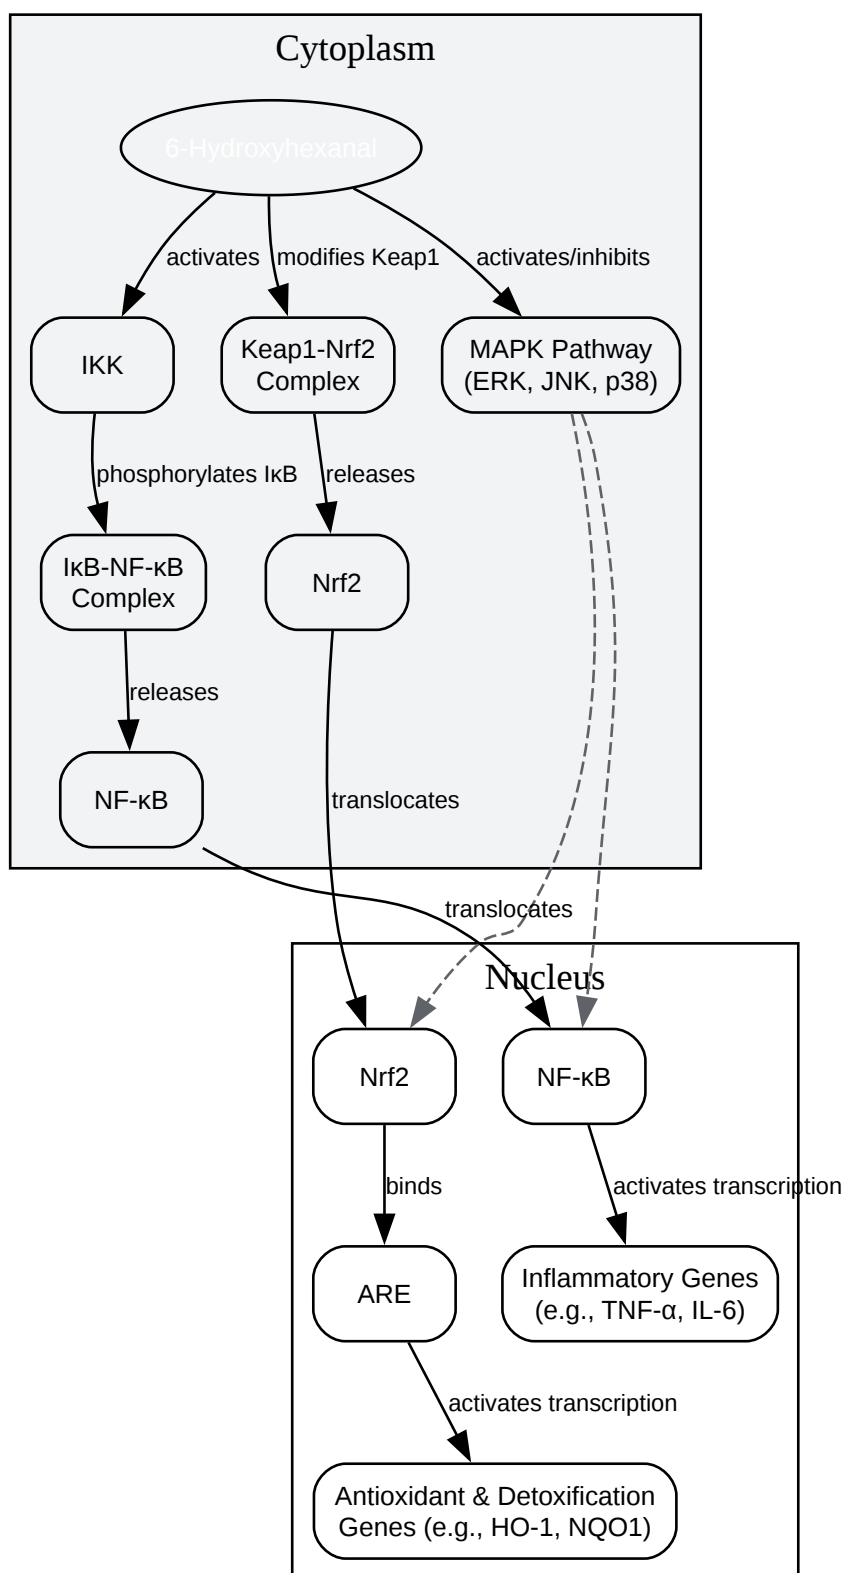 Cytoplasm
6-Hydroxyhexanal
activates
modifies Keap1
activates/inhibits
IKK
Keap1-Nrf2
Complex
MAPK Pathway
(ERK, JNK, p38)
phosphorylates IκB
releases
IκB-NF-κB
Complex
Nrf2
releases
NF-κB
translocates
translocates
Nucleus
Nrf2
NF-κB
binds
activates transcription
ARE
Inflammatory Genes
(e.g., TNF-α, IL-6)
activates transcription
Antioxidant & Detoxification
Genes (e.g., HO-1, NQO1)